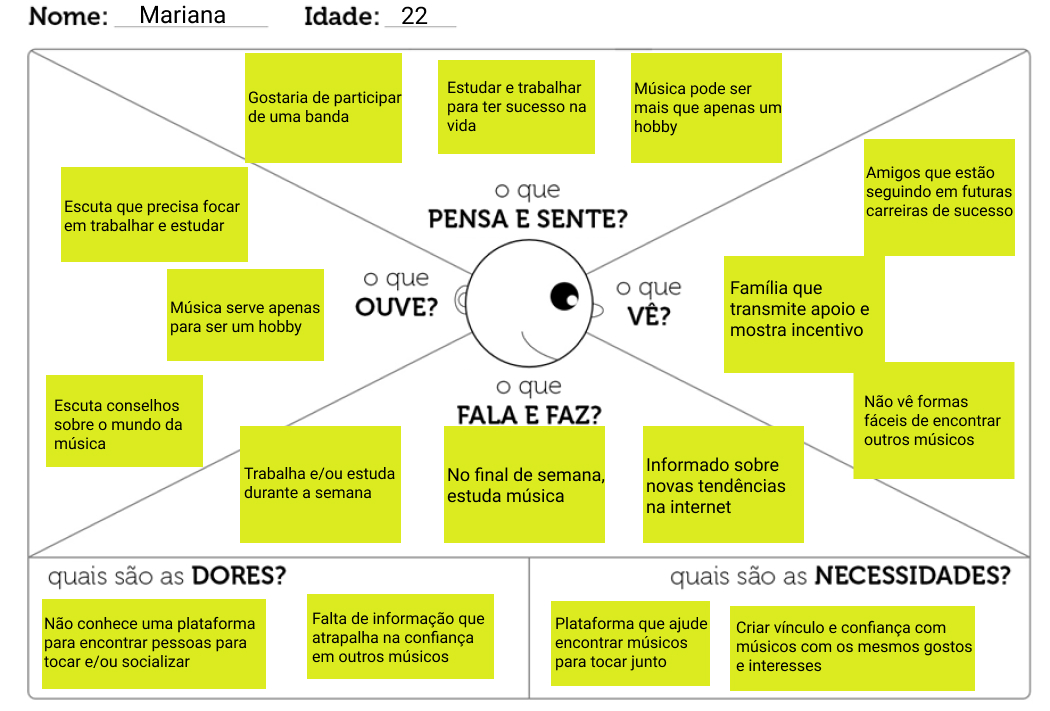 Nome: Mariana Idade: 22
Gostaria de participar
de uma banda
Estudar e trabalhar
para ter sucesso na
vida
Música pode ser
mais que apenas um
hobby
o que
PENSA E SENTE?
Escuta que precisa focar
em trabalhar e estudar
Música serve apenas
para ser um hobby
Escuta conselhos
sobre o mundo da
música
o que
OUVE?
o que
VÊ?
Amigos que estão
seguindo em futuras
carreiras de sucesso
Família que
transmite apoio e
mostra incentivo
Não vê formas
fáceis de encontrar
outros músicos
o que
FALA E FAZ?
Trabalha e/ou estuda
durante a semana
No final de semana,
estuda música
Informado sobre
novas tendências
na internet
quais são as DORES?
Não conhece uma plataforma
para encontrar pessoas para
tocar e/ou socializar
Falta de informação que
atrapalha na confiança
em outros músicos
quais são as NECESSIDADES?
Plataforma que ajude
encontrar músicos
para tocar junto
Criar vínculo e confiança com
músicos com os mesmos gostos
e interesses